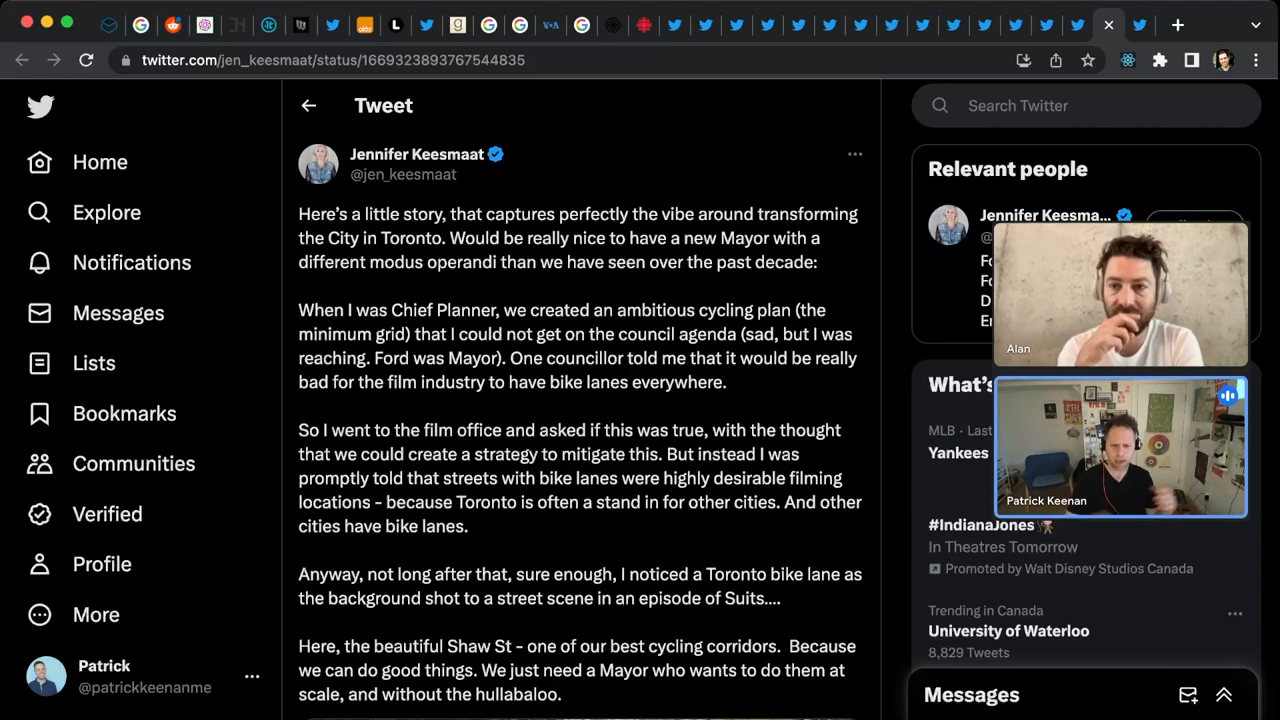 twitter.com/jen_keesmaat/status/1669323893767544835
Home
Explore
Notifications
Messages
Lists
Bookmarks
Communities
Verified
Profile
More
Patrick
@patrickkeenanme
Tweet
Jennifer Keesmaat
@jen_keesmaat
Here's a little story, that captures perfectly the vibe around transforming
the City in Toronto. Would be really nice to have a new Mayor with a
different modus operandi than we have seen over the past decade:
When I was Chief Planner, we created an ambitious cycling plan (the
minimum grid) that I could not get on the council agenda (sad, but I was
reaching. Ford was Mayor). One councillor told me that it would be really
bad for the film industry to have bike lanes everywhere.
So I went to the film office and asked if this was true, with the thought
that we could create a strategy to mitigate this. But instead I was
promptly told that streets with bike lanes were highly desirable filming
locations - because Toronto is often a stand in for other cities. And other
cities have bike lanes.
Anyway, not long after that, sure enough, I noticed a Toronto bike lane as
the background shot to a street scene in an episode of Suits....
Here, the beautiful Shaw St - one of our best cycling corridors. Because
we can do good things. We just need a Mayor who wants to do them at
scale, and without the hullabaloo.
Search Twitter
Relevant people
Jennifer Keesma...
Alan
Patrick Keenan
What's
MLB · Last
Yankees
#IndianaJones
In Theatres Tomorrow
Promoted by Walt Disney Studios Canada
Trending in Canada
University of Waterloo
8,829 Tweets
Messages